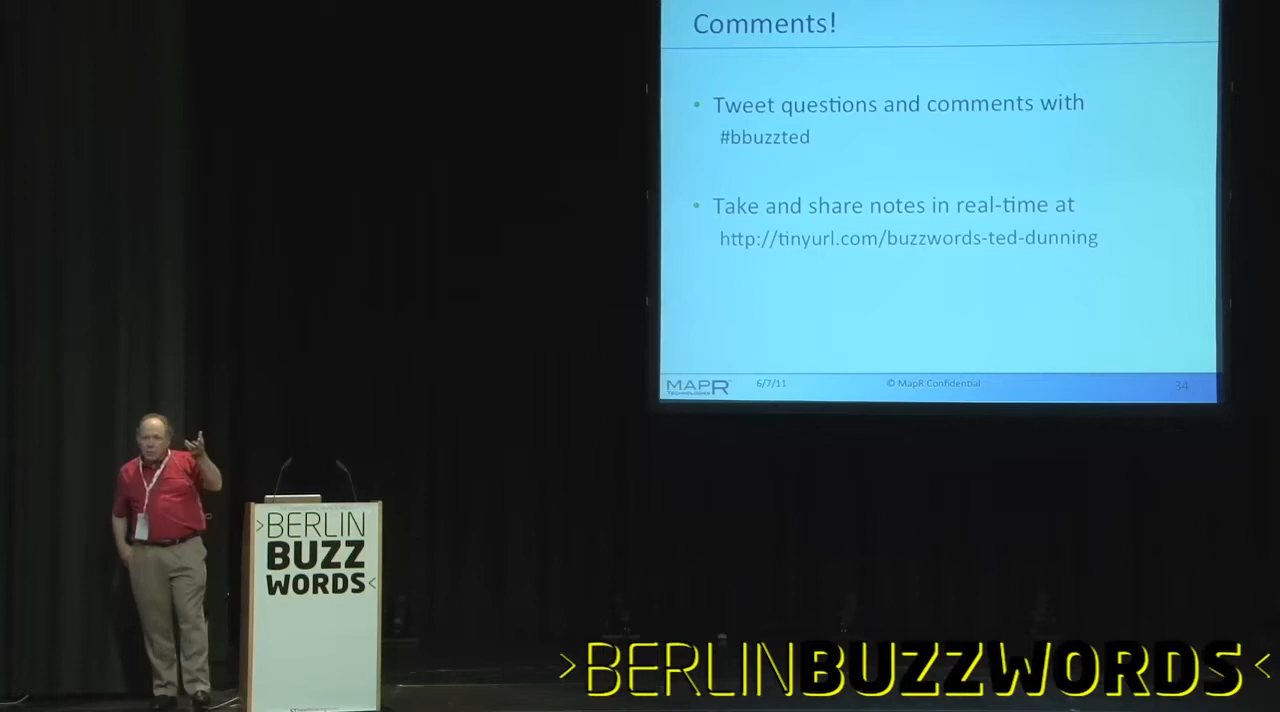 Comments!
• Tweet questions and comments with
#bbuzzted
• Take and share notes in real-time at
http://tinyurl.com/buzzwords-ted-dunning
MAPR
TECHNOLOGIES
6/7/11
© MapR Confidential
34
>BERLIN
BUZZ
WORDS<
>BERLINBUZZWORDS<